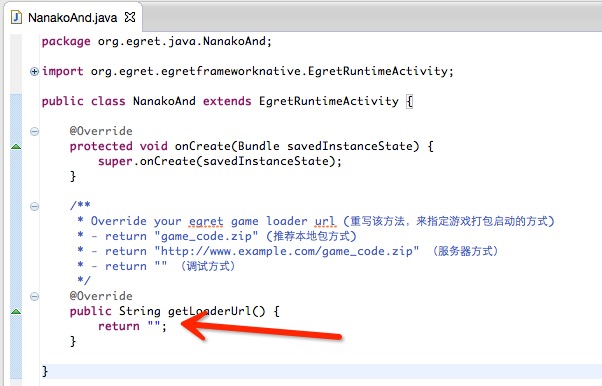 NanakoAnd.java
package org.egret.java.NanakoAnd;
import org.egret.egretframeworknative.EgretRuntimeActivity;
public class NanakoAnd extends EgretRuntimeActivity {
@Override
protected void onCreate(Bundle savedInstanceState) {
super.onCreate(savedInstanceState);
}
/**
* Override your egret game loader url (重写该方法，来指定游戏打包启动的方式)
* - return "game_code.zip" (推荐本地包方式)
* - return "http://www.example.com/game_code.zip" （服务器方式）
* - return "" （调试方式）
*/
@Override
public String getLoaderUrl() {
return "";
}
}